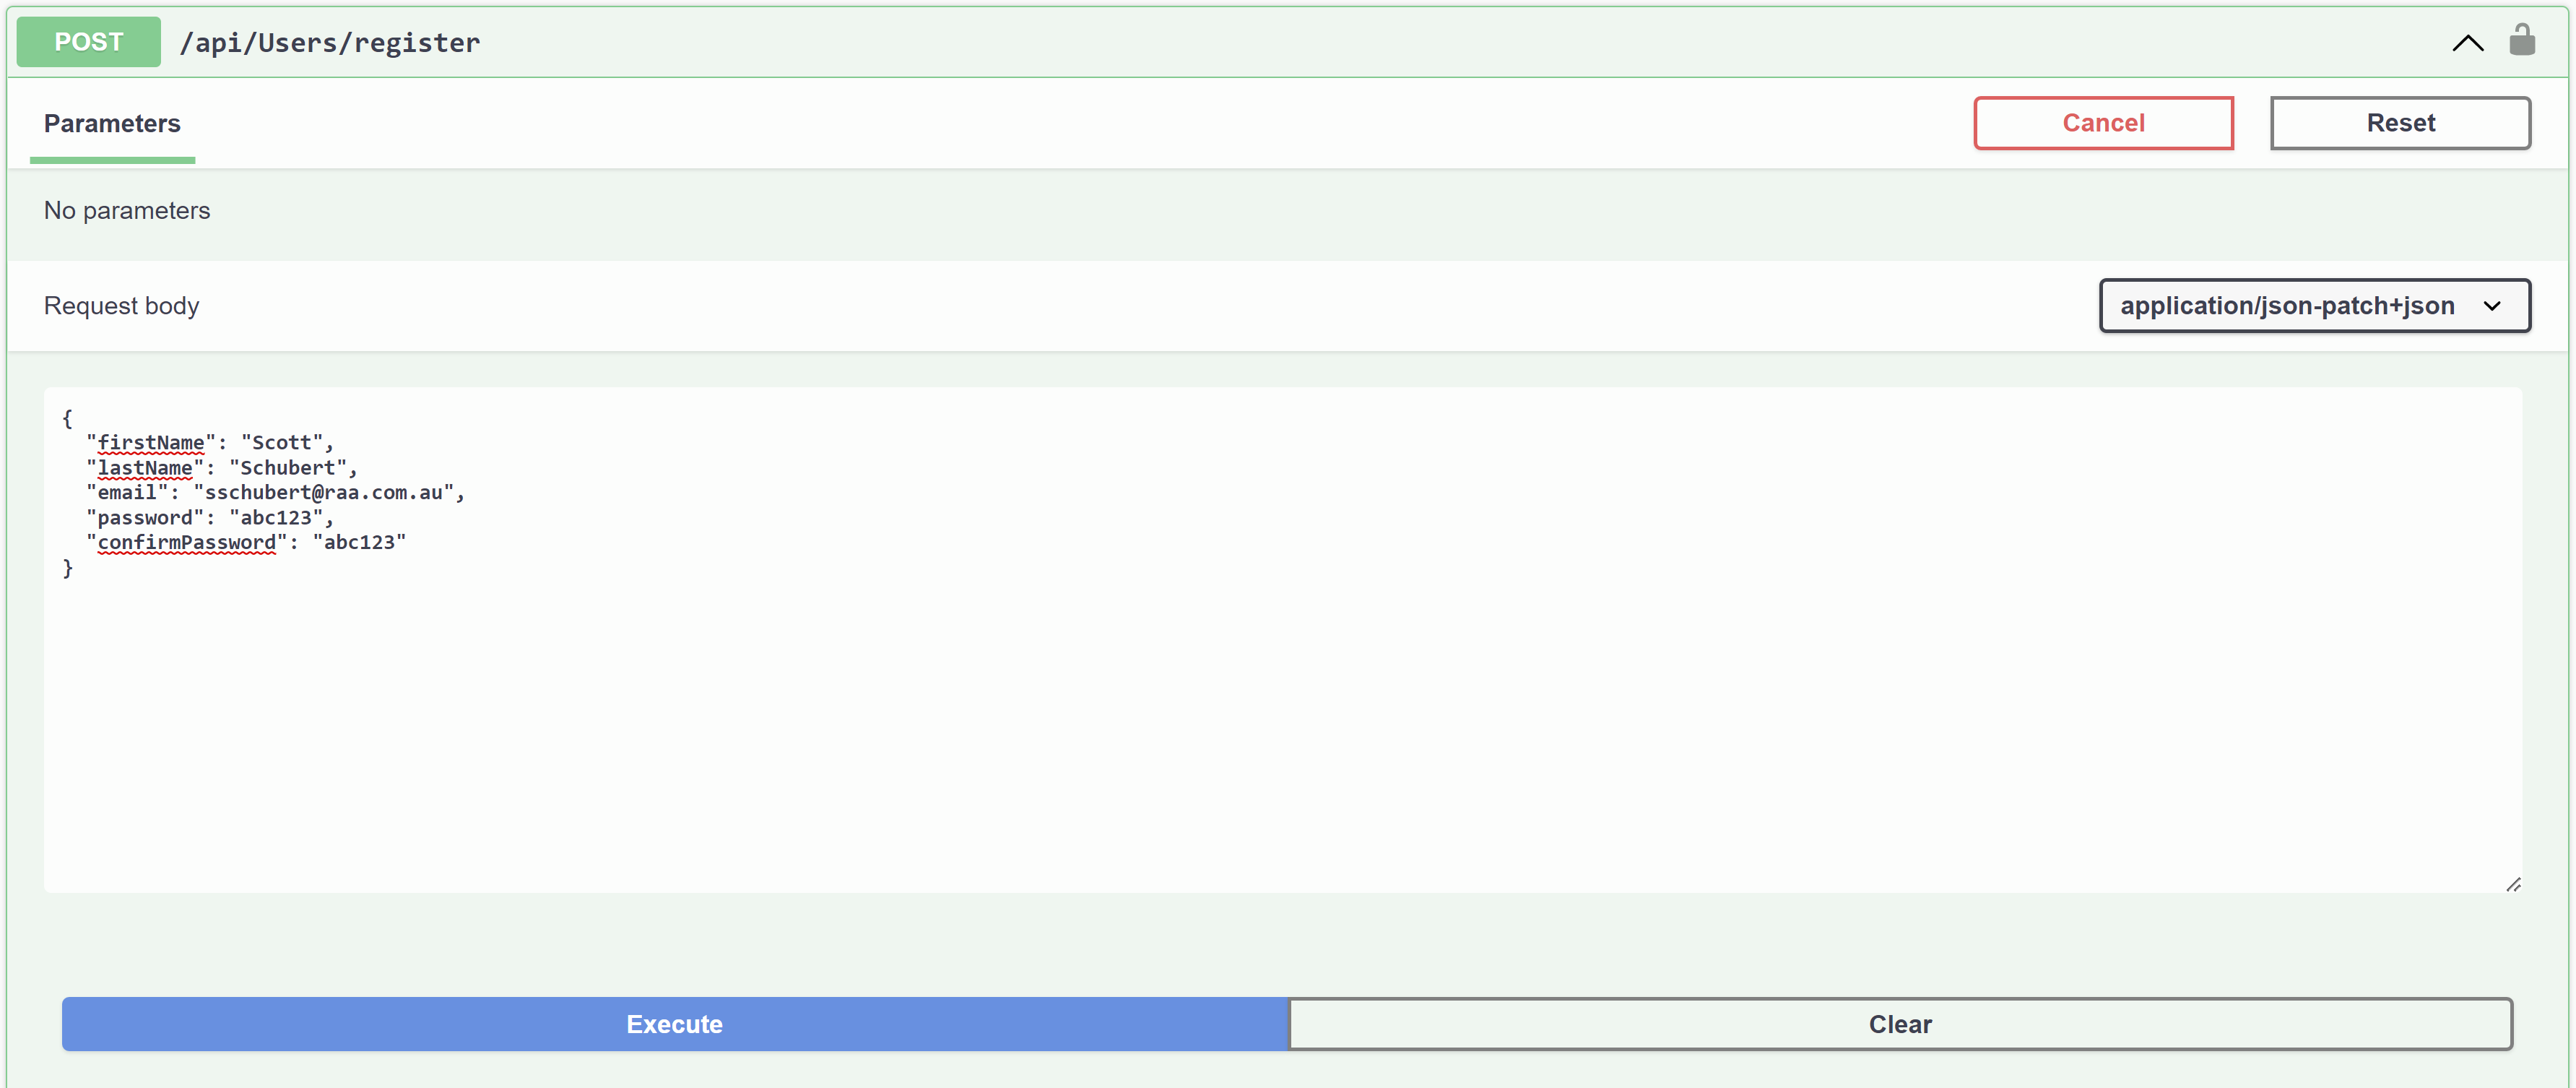 POST /api/Users/register
Parameters
Cancel
Reset
No parameters
Request body
application/json-patch+json
{
"firstName": "Scott",
"lastName": "Schubert",
"email": "sschubert@raa.com.au",
"password": "abc123",
"confirmPassword": "abc123"
}
Execute
Clear